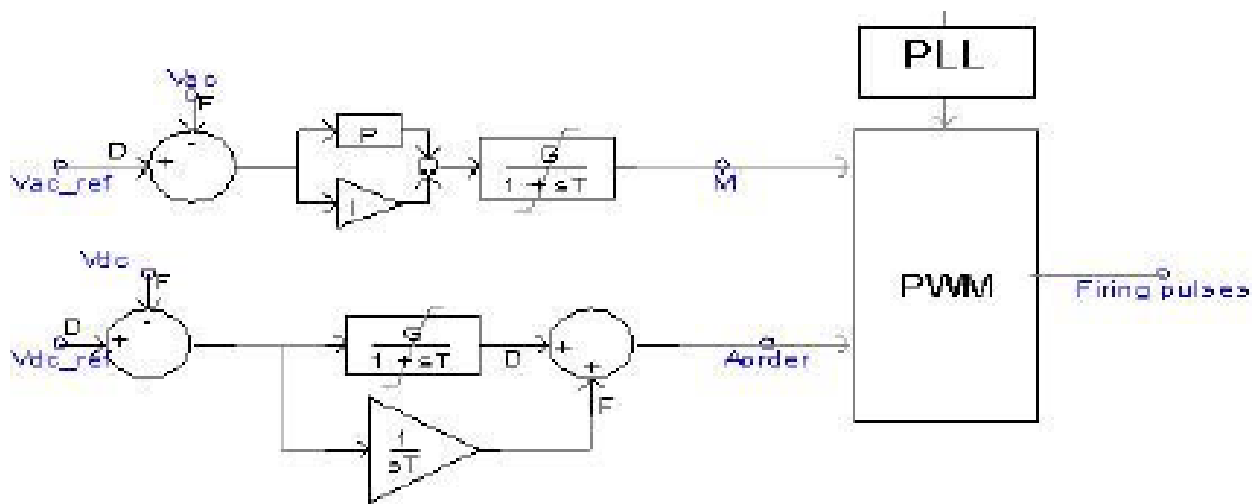 PLL
Vac
F
D
+
-
P
I
G
1 + sT
Vac_ref
M
Vdc
F
D
+
-
Vdc_ref
G
1 + sT
D
+
+
F
1
sT
Aorder
PWM
Firing pulses